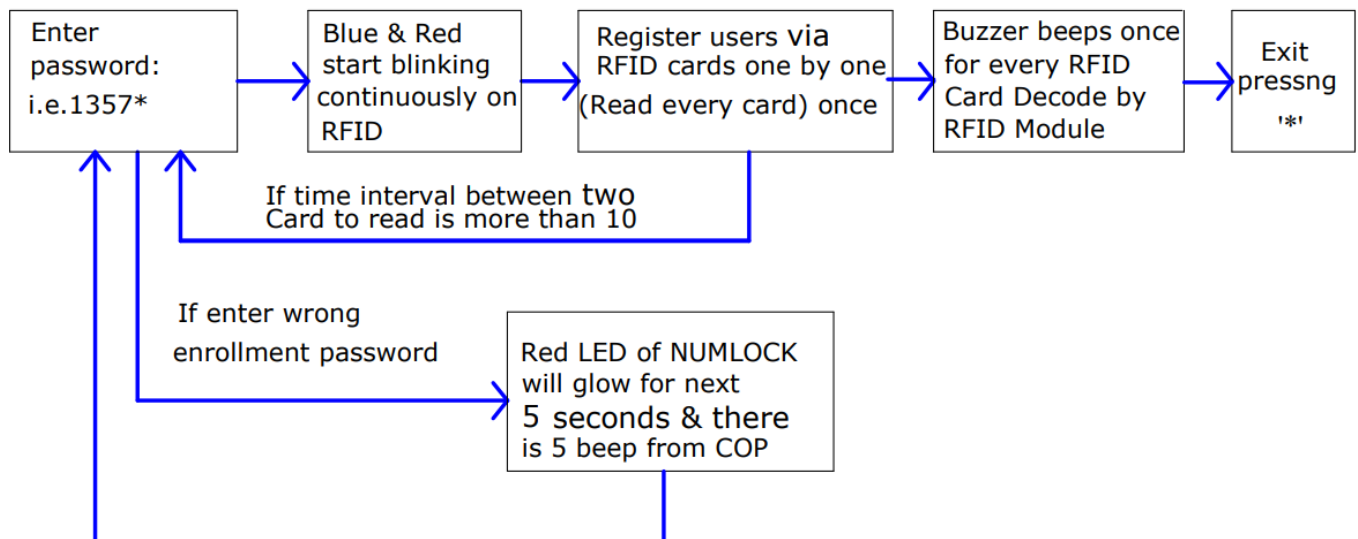 Enter
password:
i.e.1357*
Blue & Red
start blinking
continuously on
RFID
Register users via
RFID cards one by one
(Read every card) once
Buzzer beeps once
for every RFID
Card Decode by
RFID Module
Exit
pressng
'*'
If time interval between two
Card to read is more than 10
If enter wrong
enrollment password
Red LED of NUMLOCK
will glow for next
5 seconds & there
is 5 beep from COP